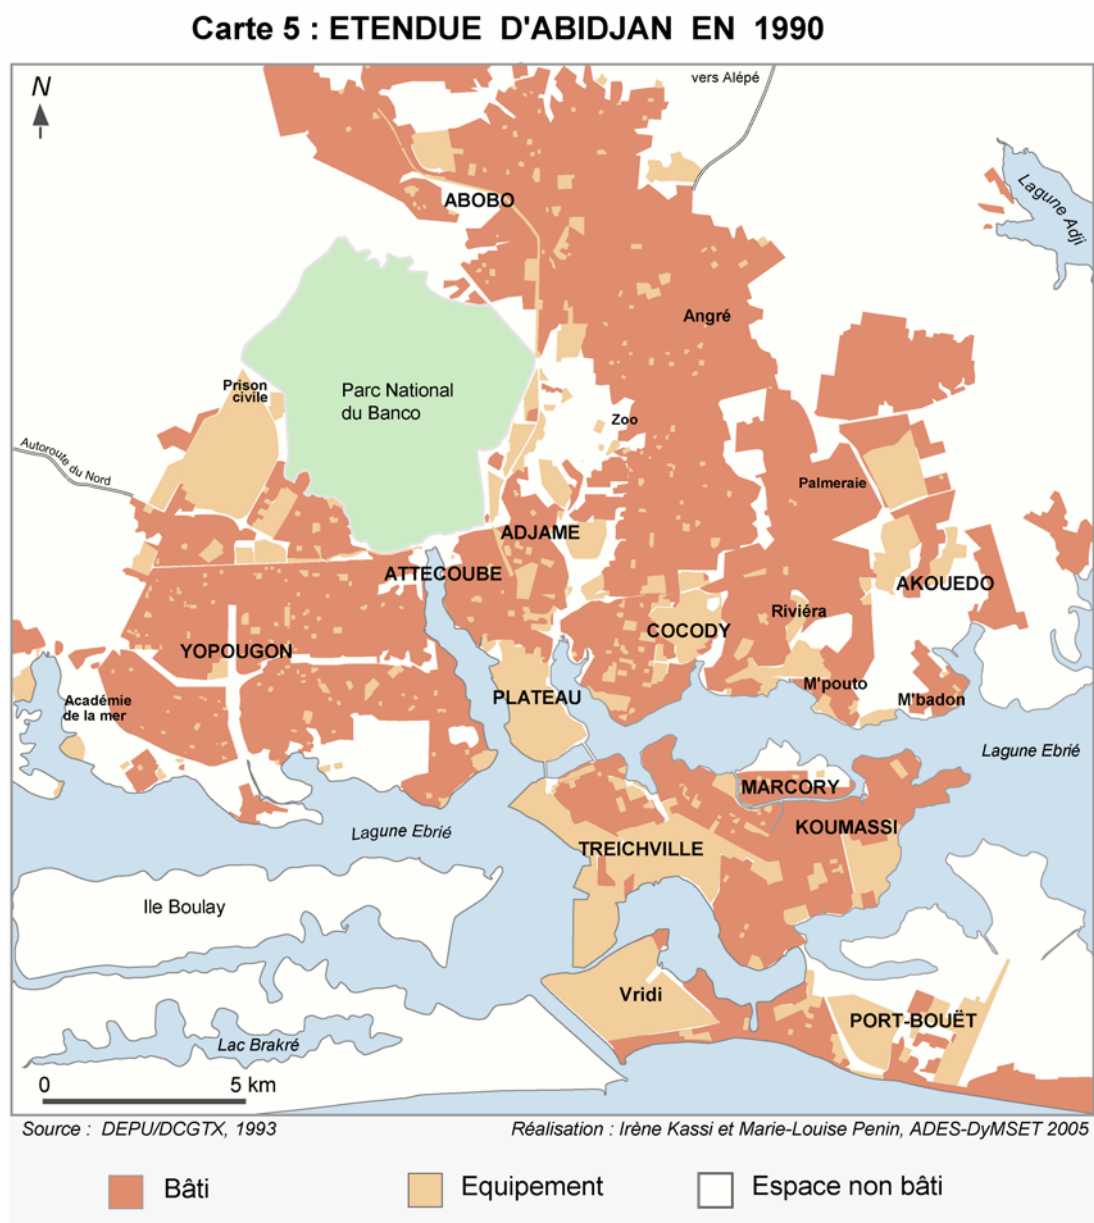 Carte 5 : ETENDUE D'ABIDJAN EN 1990
N
vers Alépé
Lagune Adji
ABOBO
Angré
Prison
civile
Parc National
du Banco
Zoo
Autoroute du Nord
Palmeraie
ADJAME
ATTECOUBE
AKOUEDO
Riviéra
COCODY
YOPOUGON
M'pouto
PLATEAU
M'badon
Académie
de la mer
Lagune Ebrié
MARCORY
KOUMASSI
Lagune Ebrié
TREICHVILLE
Ile Boulay
Vridi
PORT-BOUËT
Lac Brakré
0 5 km
Source : DEPU/DCGTX, 1993
Réalisation : Irène Kassi et Marie-Louise Penin, ADES-DyMSET 2005
Bâti
Equipement
Espace non bâti